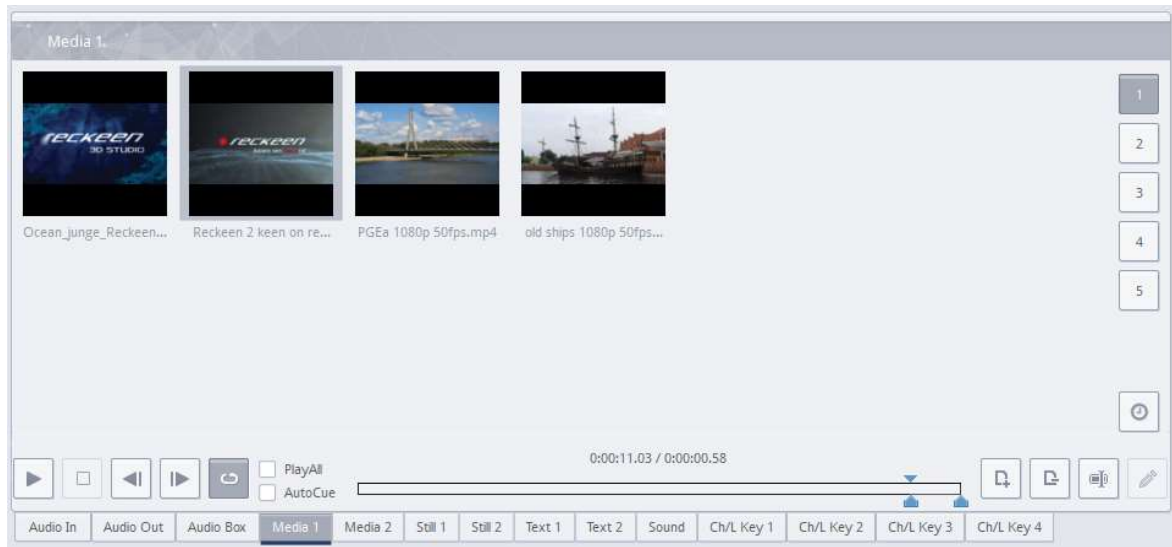 Media 1.
1
reckeen
3D STUDIO
reckeen
2
3
Ocean_junge_Reckeen...
Reckeen 2 keen on re...
PGEa 1080p 50fps.mp4
old ships 1080p 50fps...
4
5
0:00:11.03 / 0:00:00.58
PlayAll
AutoCue
Audio In
Audio Out
Audio Box
Media 1
Media 2
Still 1
Still 2
Text 1
Text 2
Sound
Ch/L Key 1
Ch/L Key 2
Ch/L Key 3
Ch/L Key 4